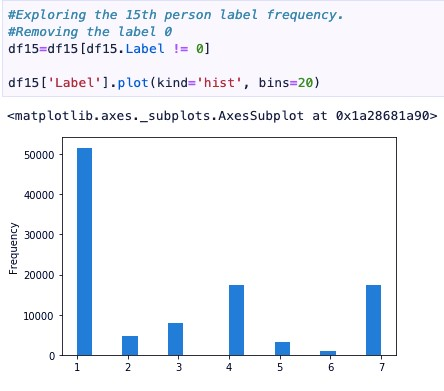 #Exploring the 15th person label frequency.
#Removing the label 0
df15=df15[df15.Label != 0]
df15['Label'].plot(kind='hist', bins=20)
<matplotlib.axes._subplots.AxesSubplot at 0x1a28681a90>
50000
40000
30000
20000
10000
0
Frequency
1 2 3 4 5 6 7